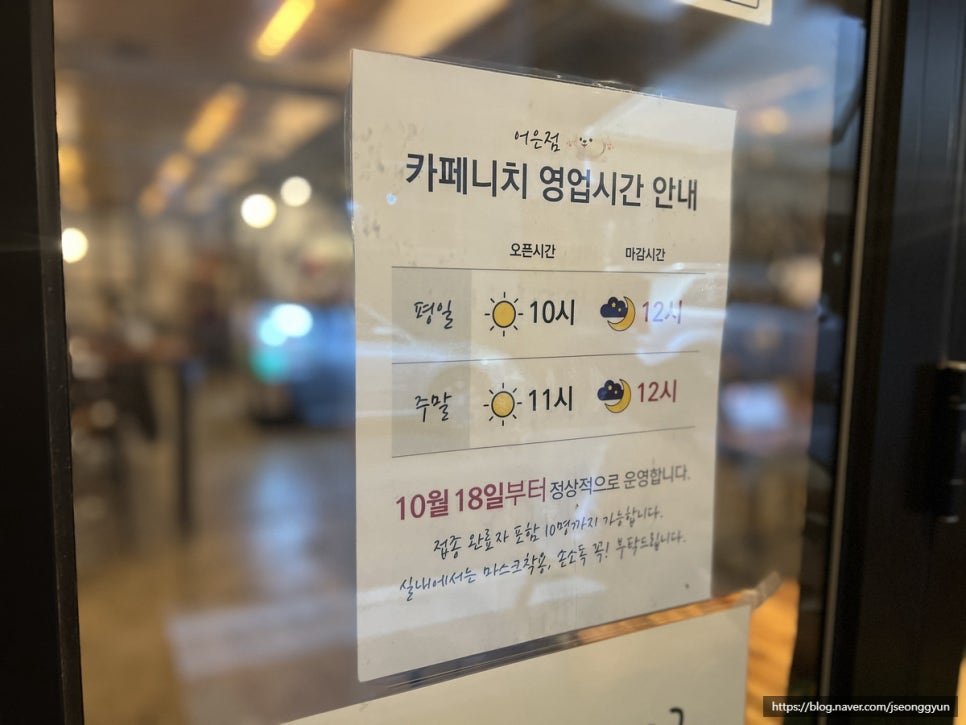 어은점
카페니치 영업시간 안내
오픈시간 마감시간
평일 10시 12시
주말 11시 12시
10월 18일부터 정상적으로 운영합니다.
접종 완료자 포함 10명까지 가능합니다.
실내에서는 마스크착용, 손소독 꼭! 부탁드립니다.
https://blog.naver.com/jseonggyun